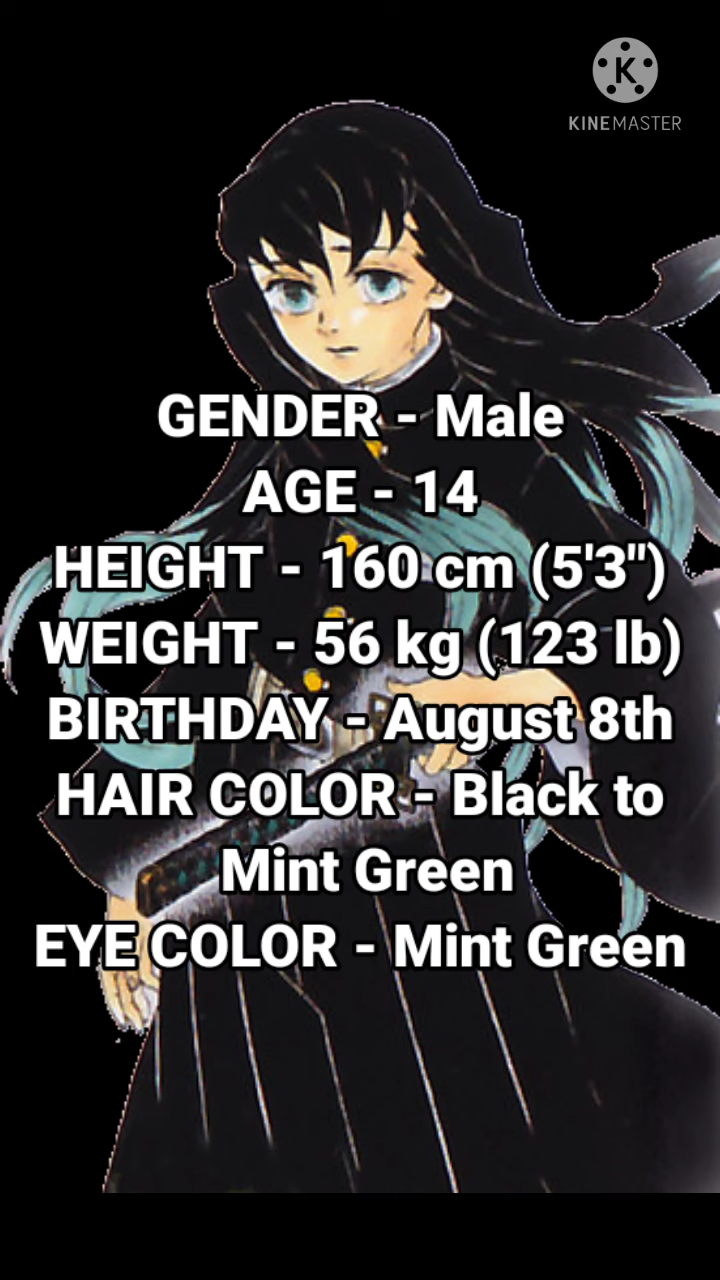 KINEMASTER
GENDER - Male
AGE - 14
HEIGHT - 160 cm (5'3")
WEIGHT - 56 kg (123 lb)
BIRTHDAY - August 8th
HAIR COLOR - Black to
Mint Green
EYE COLOR - Mint Green